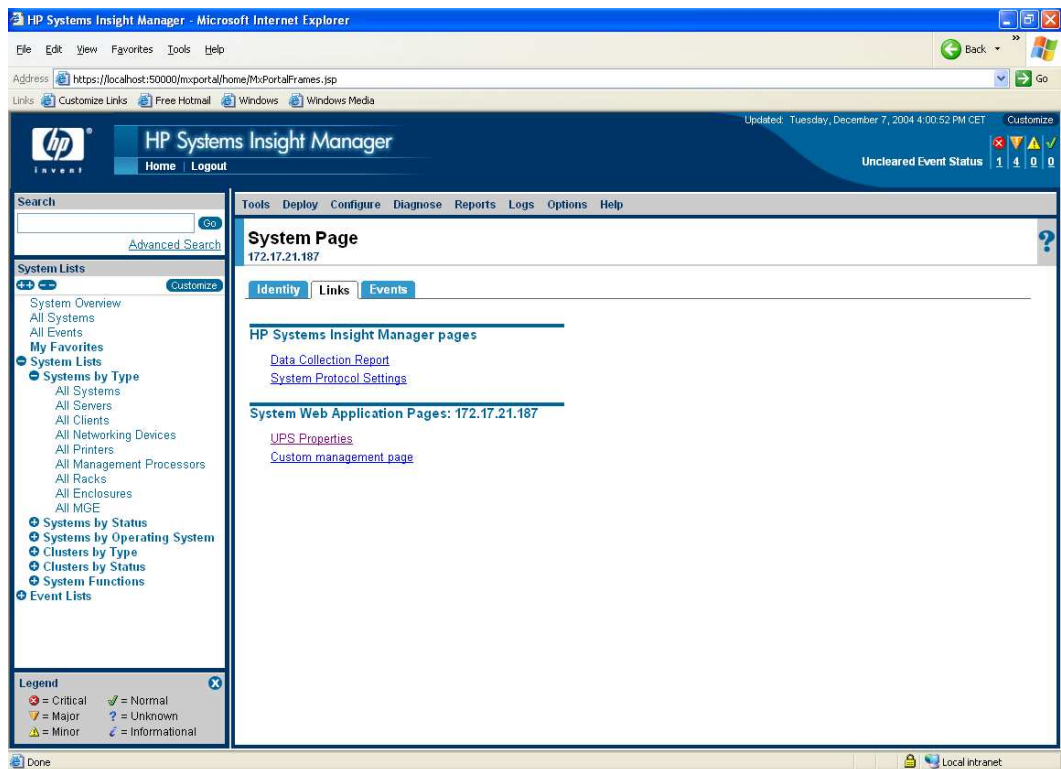 HP Systems Insight Manager - Microsoft Internet Explorer
File Edit View Favorites Tools Help
Back
Address https://localhost:50000/mxportal/home/MxPortalFrames.jsp
Go
Links Customize Links Free Hotmail Windows Windows Media
Updated: Tuesday, December 7, 2004 4:00:52 PM CET Customize
hp
invent
HP Systems Insight Manager
Home | Logout
Uncleared Event Status 1 4 0 0
Search
Go
Advanced Search
System Lists
Customize
System Overview
All Systems
All Events
My Favorites
System Lists
Systems by Type
All Systems
All Servers
All Clients
All Networking Devices
All Printers
All Management Processors
All Racks
All Enclosures
All MGE
Systems by Status
Systems by Operating System
Clusters by Type
Clusters by Status
System Functions
Event Lists
Legend
= Critical = Normal
= Major ? = Unknown
= Minor i = Informational
Tools Deploy Configure Diagnose Reports Logs Options Help
System Page
172.17.21.187
?
Identity Links Events
HP Systems Insight Manager pages
Data Collection Report
System Protocol Settings
System Web Application Pages: 172.17.21.187
UPS Properties
Custom management page
Done
Local intranet